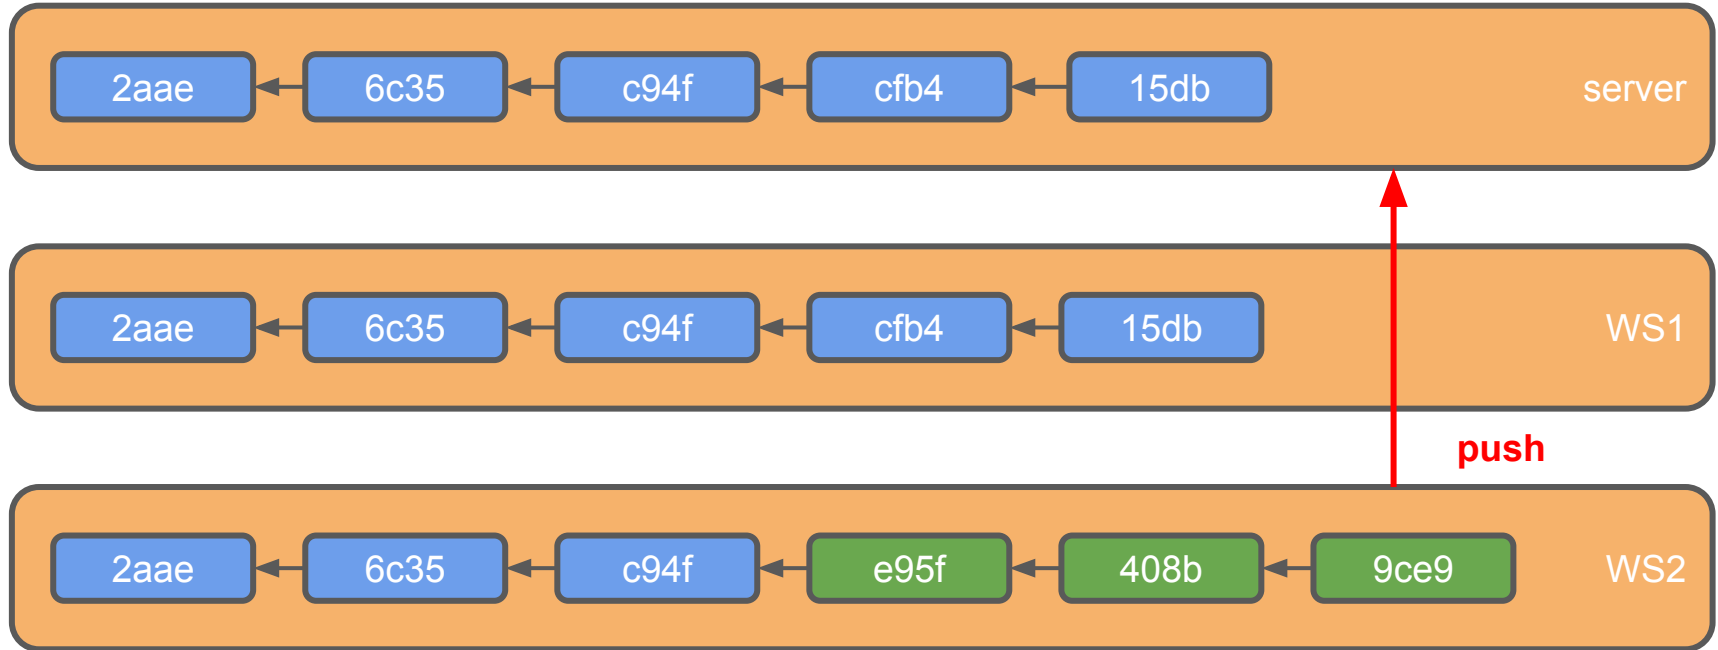 2aae 6c35 c94f cfb4 15db server
2aae 6c35 c94f cfb4 15db WS1
push
2aae 6c35 c94f e95f 408b 9ce9 WS2